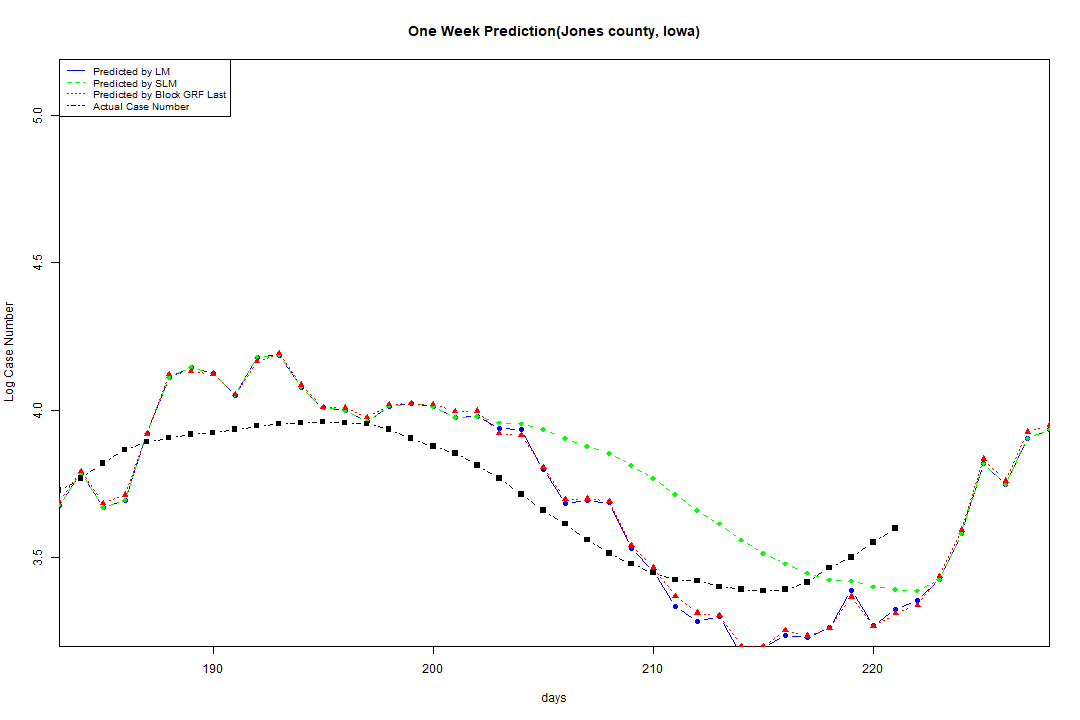 One Week Prediction(Jones county, Iowa)
Predicted by LM
Predicted by SLM
Predicted by Block GRF Last
Actual Case Number
5.0
4.5
4.0
3.5
Log Case Number
190
200
210
220
days